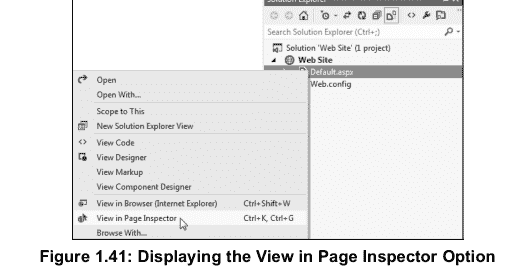 Solution Explorer
Search Solution Explorer (Ctrl+;)
Solution 'Web Site' (1 project)
Web Site
Default.aspx
Web.config
Open
Open With...
Scope to This
New Solution Explorer View
View Code
View Designer
View Markup
View Component Designer
View in Browser (Internet Explorer) Ctrl+Shift+W
View in Page Inspector Ctrl+K, Ctrl+G
Browse With...
Figure 1.41: Displaying the View in Page Inspector Option